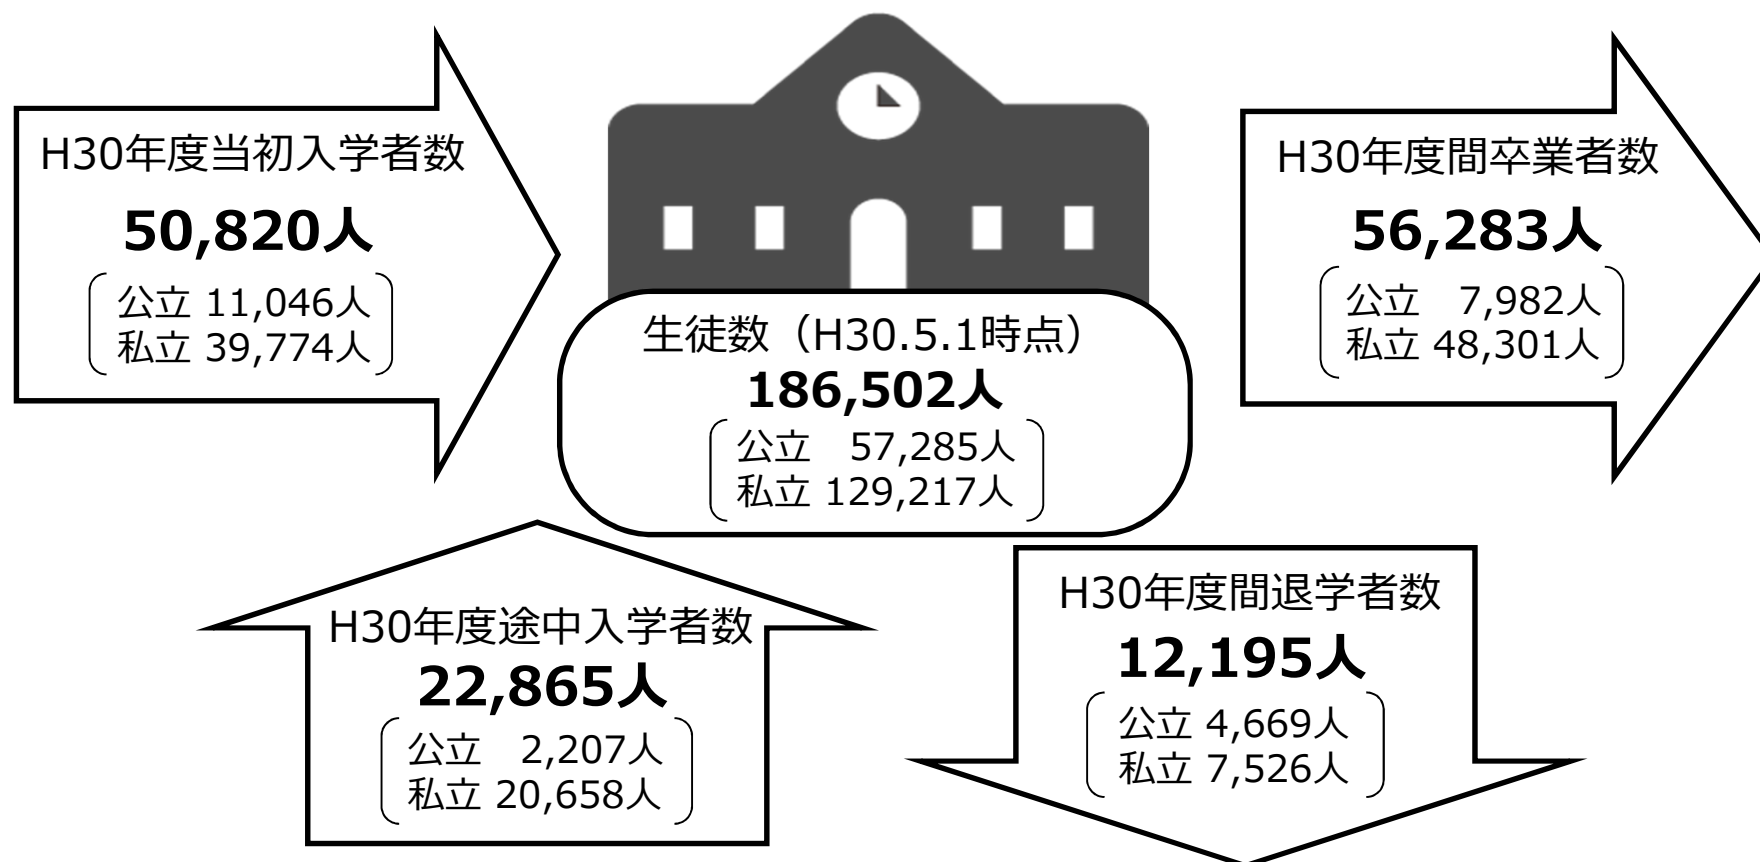 H30年度当初入学者数
50,820人
公立 11,046人
私立 39,774人
生徒数（H30.5.1時点）
186,502人
公立 57,285人
私立 129,217人
H30年度間卒業者数
56,283人
公立 7,982人
私立 48,301人
H30年度途中入学者数
22,865人
公立 2,207人
私立 20,658人
H30年度間退学者数
12,195人
公立 4,669人
私立 7,526人